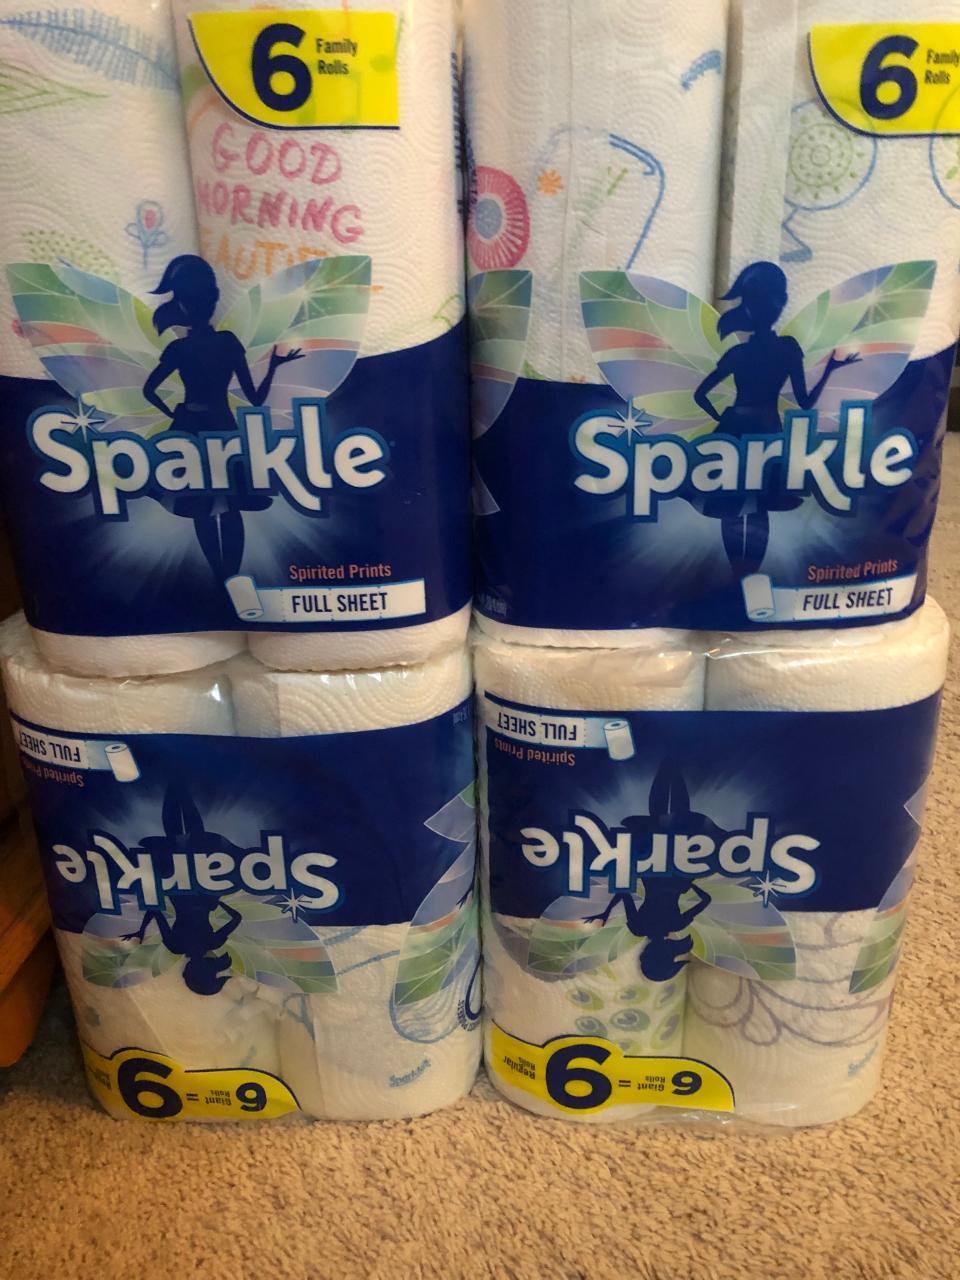 6 Family Rolls
GOOD
MORNING
Sparkle
Spirited Prints
FULL SHEET
6 Family Rolls
Sparkle
Spirited Prints
FULL SHEET
6 Giant Rolls = 9
Sparkle
Sparkle
Spirited Prints
FULL SHEET
6 Giant Rolls = 9 Regular Rolls
Sparkle
Spirited Prints
FULL SHEET